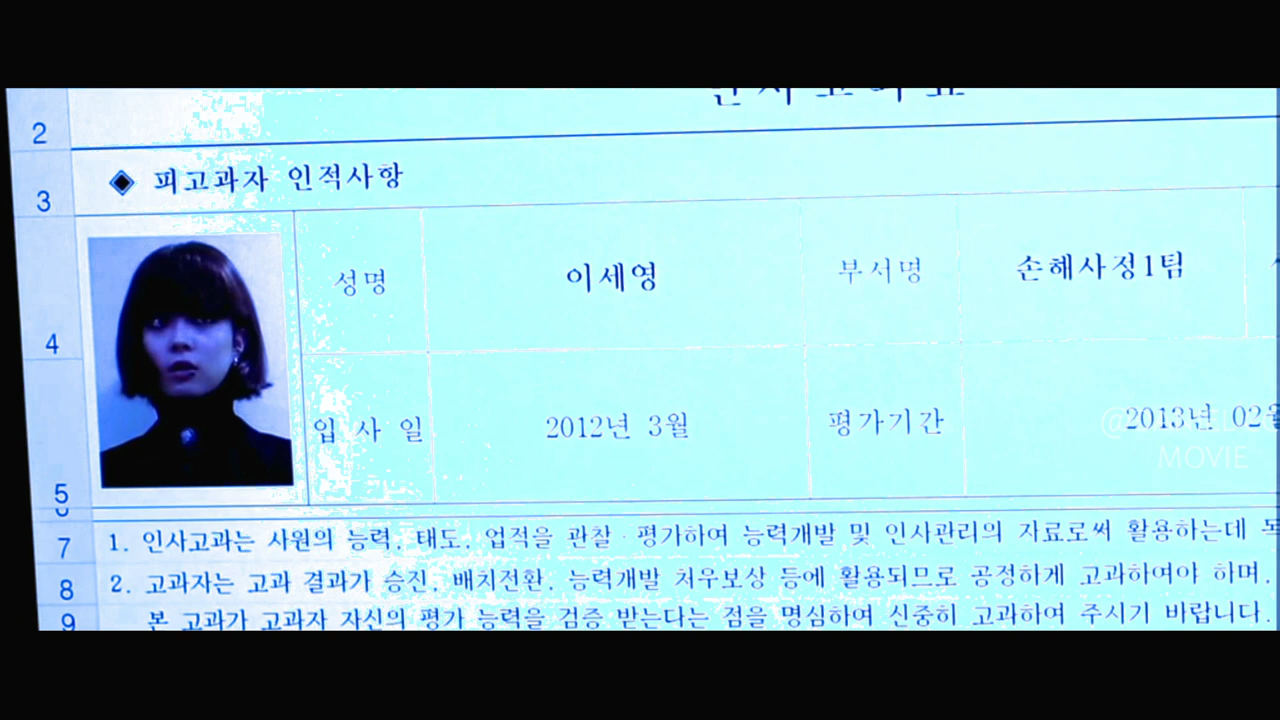 인사고과표
2
3 ◆ 피고과자 인적사항
4 성명 이세영 부서명 손해사정1팀
5 입 사 일 2012년 3월 평가기간 2013년 02
MOVIE
7 1. 인사고과는 사원의 능력, 태도, 업적을 관찰·평가하여 능력개발 및 인사관리의 자료로써 활용하는데
8 2. 고과자는 고과 결과가 승진, 배치전환, 능력개발 처우보상 등에 활용되므로 공정하게 고과하여야 하며,
9 본 고과가 고과자 자신의 평가 능력을 검증 받는다는 점을 명심하여 신중히 고과하여 주시기 바랍니다.